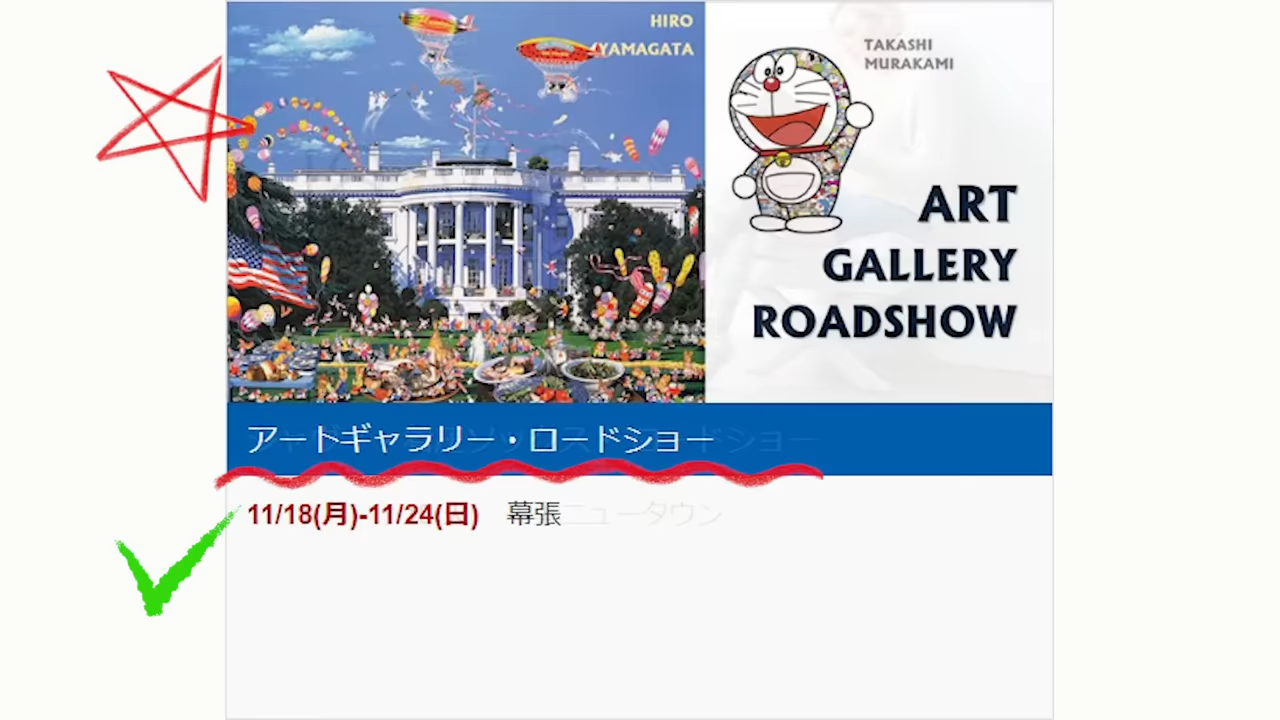 HIRO
YAMAGATA
TAKASHI
MURAKAMI
ART
GALLERY
ROADSHOW
アートギャラリー・ロードショー
11/18(月)-11/24(日) 幕張